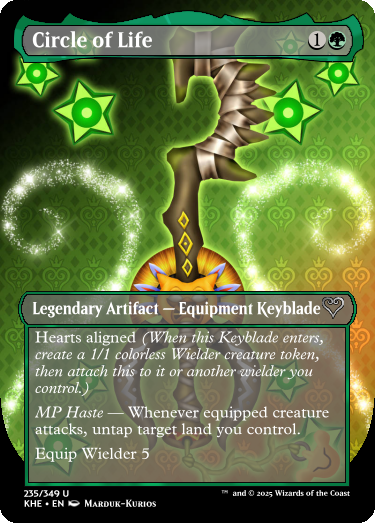 Circle of Life 1
Legendary Artifact — Equipment Keyblade
Hearts aligned (When this Keyblade enters,
create a 1/1 colorless Wielder creature token,
then attach this to it or another wielder you
control.)
MP Haste — Whenever equipped creature
attacks, untap target land you control.
Equip Wielder 5
235/349 U
KHE • EN Marduk-Kurios
™ and © 2025 Wizards of the Coast